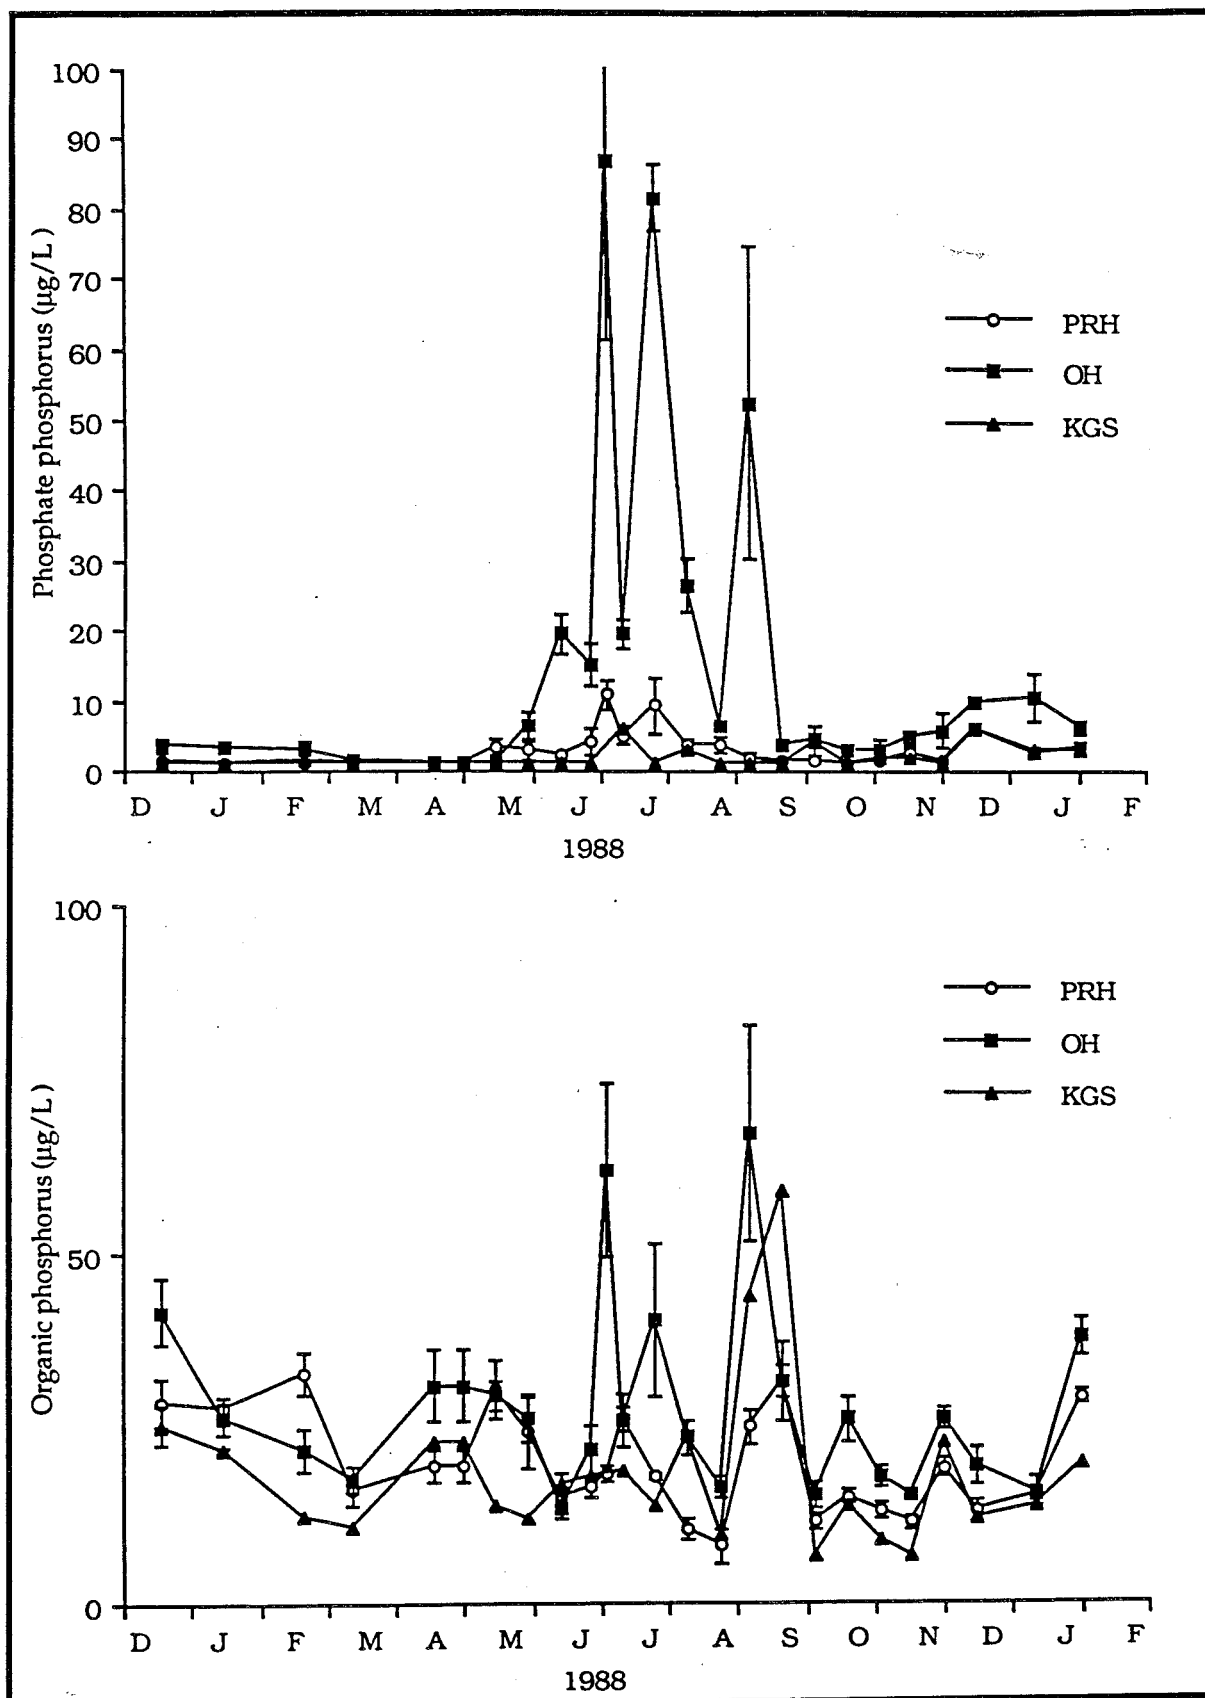 100
90
80
70
60
50
40
30
20
10
0
Phosphate phosphorus (µg/L)
PRH
OH
KGS
D J F M A M J J A S O N D J F
1988
100
50
0
Organic phosphorus (µg/L)
PRH
OH
KGS
D J F M A M J J A S O N D J F
1988